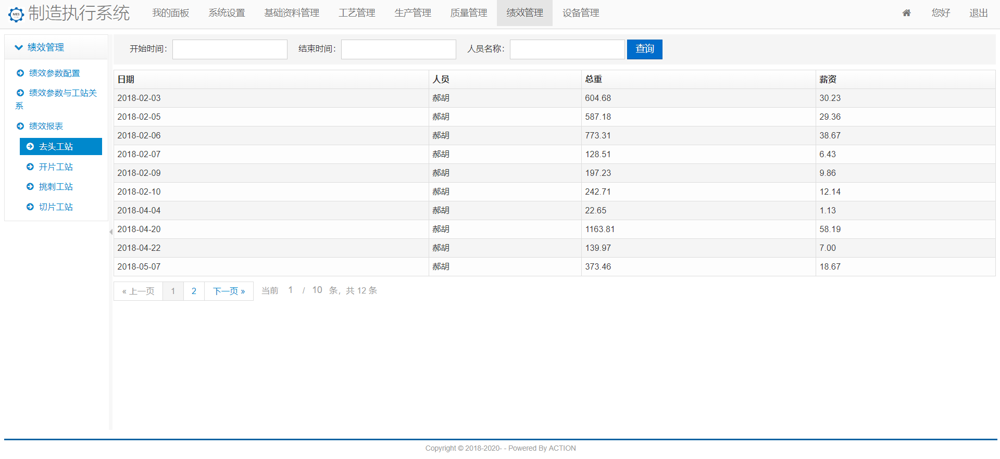 MES 制造执行系统 我的面板 系统设置 基础资料管理 工艺管理 生产管理 质量管理 绩效管理 设备管理 您好 退出
绩效管理
绩效参数配置
绩效参数与工站关
系
绩效报表
去头工站
开片工站
挑刺工站
切片工站
开始时间: 结束时间: 人员名称: 查询
日期 人员 总重 薪资
2018-02-03 郝胡 604.68 30.23
2018-02-05 郝胡 587.18 29.36
2018-02-06 郝胡 773.31 38.67
2018-02-07 郝胡 128.51 6.43
2018-02-09 郝胡 197.23 9.86
2018-02-10 郝胡 242.71 12.14
2018-04-04 郝胡 22.65 1.13
2018-04-20 郝胡 1163.81 58.19
2018-04-22 郝胡 139.97 7.00
2018-05-07 郝胡 373.46 18.67
« 上一页 1 2 下一页 » 当前 1 / 10 条，共 12 条
Copyright © 2018-2020- - Powered By ACTION